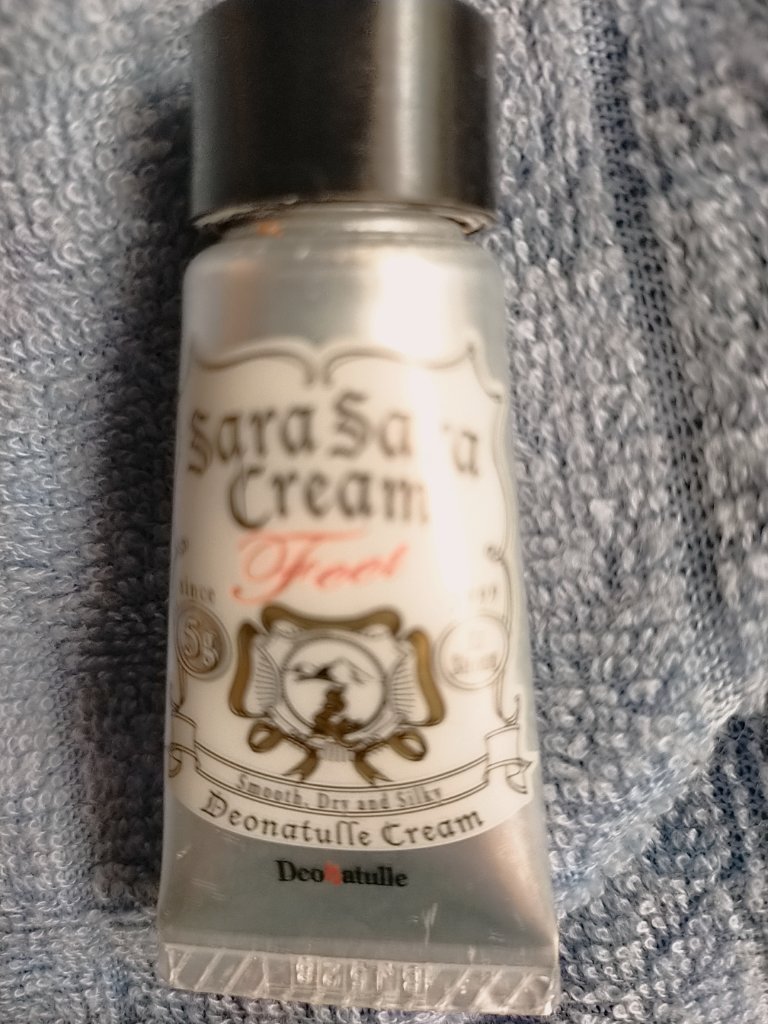 Sara Sara
Cream
Feet
since
5g
Smooth, Dry and Silky
Deonatulle Cream
DeoNatulle